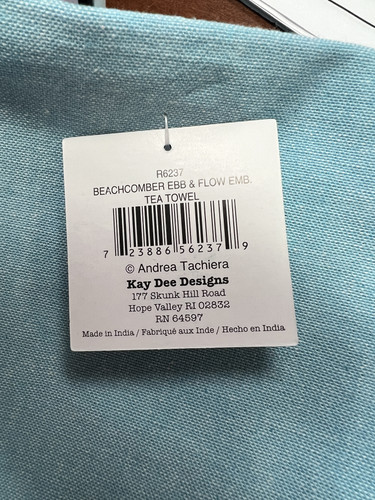 R6237
BEACHCOMBER EBB & FLOW EMB.
TEA TOWEL
7 23886 56237 9
© Andrea Tachiera
Kay Dee Designs
177 Skunk Hill Road
Hope Valley RI 02832
RN 64597
Made in India / Fabriqué aux Inde / Hecho en India